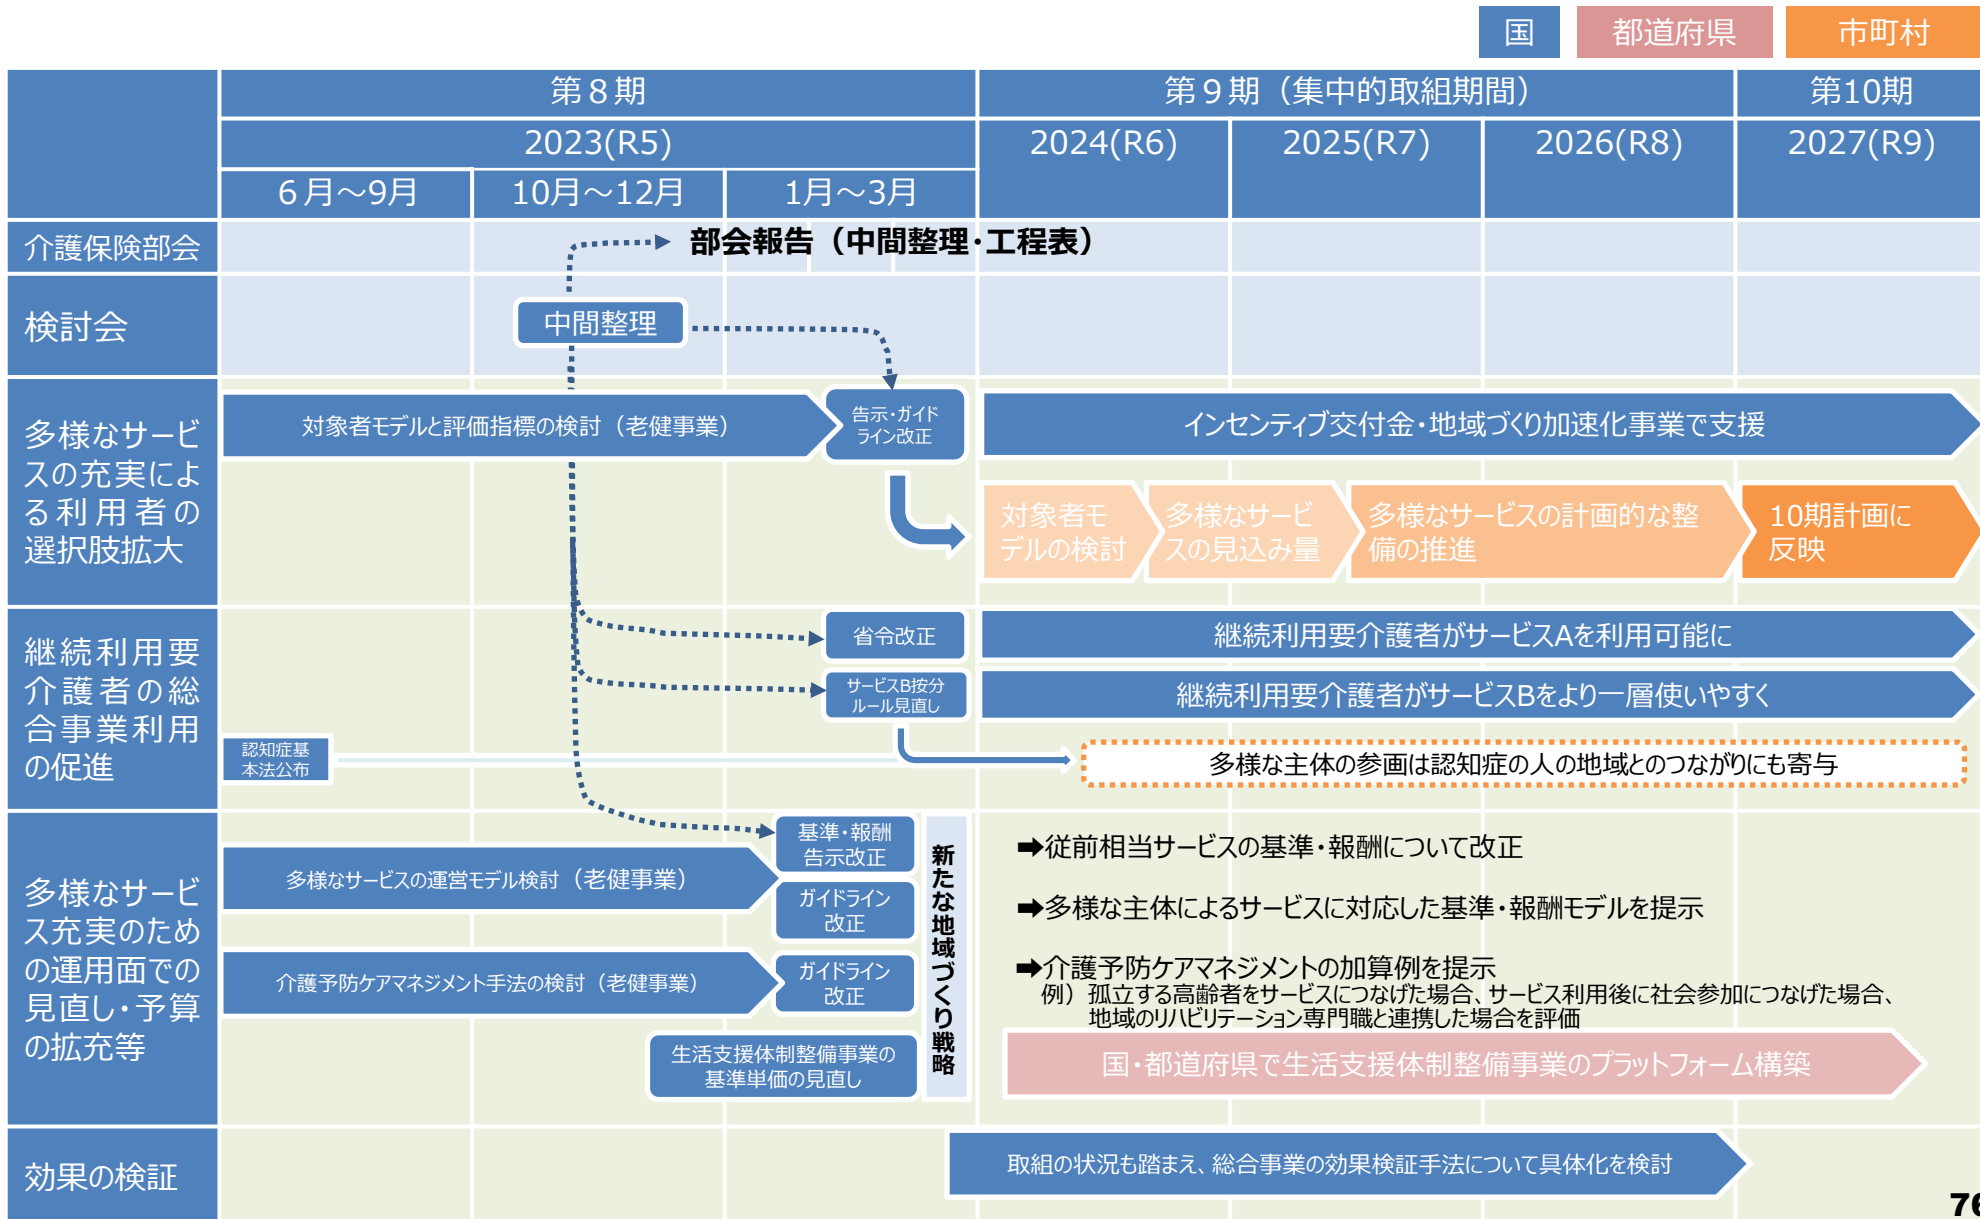 国
都道府県
市町村
第８期
第９期（集中的取組期間）
第10期
2023(R5)
2024(R6)
2025(R7)
2026(R8)
2027(R9)
６月～9月
10月～12月
1月～3月
介護保険部会
部会報告（中間整理・工程表）
検討会
中間整理
多様なサービ
スの充実によ
る利用者の
選択肢拡大
対象者モデルと評価指標の検討（老健事業）
告示・ガイド
ライン改正
インセンティブ交付金・地域づくり加速化事業で支援
対象者モ
デルの検討
多様なサービ
スの見込み量
多様なサービスの計画的な整
備の推進
10期計画に
反映
継続利用要
介護者の総
合事業利用
の促進
省令改正
継続利用要介護者がサービスAを利用可能に
サービスB按分
ルール見直し
継続利用要介護者がサービスBをより一層使いやすく
認知症基
本法公布
多様な主体の参画は認知症の人の地域とのつながりにも寄与
多様なサービ
ス充実のため
の運用面での
見直し・予算
の拡充等
多様なサービスの運営モデル検討（老健事業）
基準・報酬
告示改正
ガイドライン
改正
介護予防ケアマネジメント手法の検討（老健事業）
ガイドライン
改正
生活支援体制整備事業の
基準単価の見直し
新たな地域づくり戦略
➡従前相当サービスの基準・報酬について改正
➡多様な主体によるサービスに対応した基準・報酬モデルを提示
➡介護予防ケアマネジメントの加算例を提示
例）孤立する高齢者をサービスにつなげた場合、サービス利用後に社会参加につなげた場合、
地域のリハビリテーション専門職と連携した場合を評価
国・都道府県で生活支援体制整備事業のプラットフォーム構築
効果の検証
取組の状況も踏まえ、総合事業の効果検証手法について具体化を検討
76